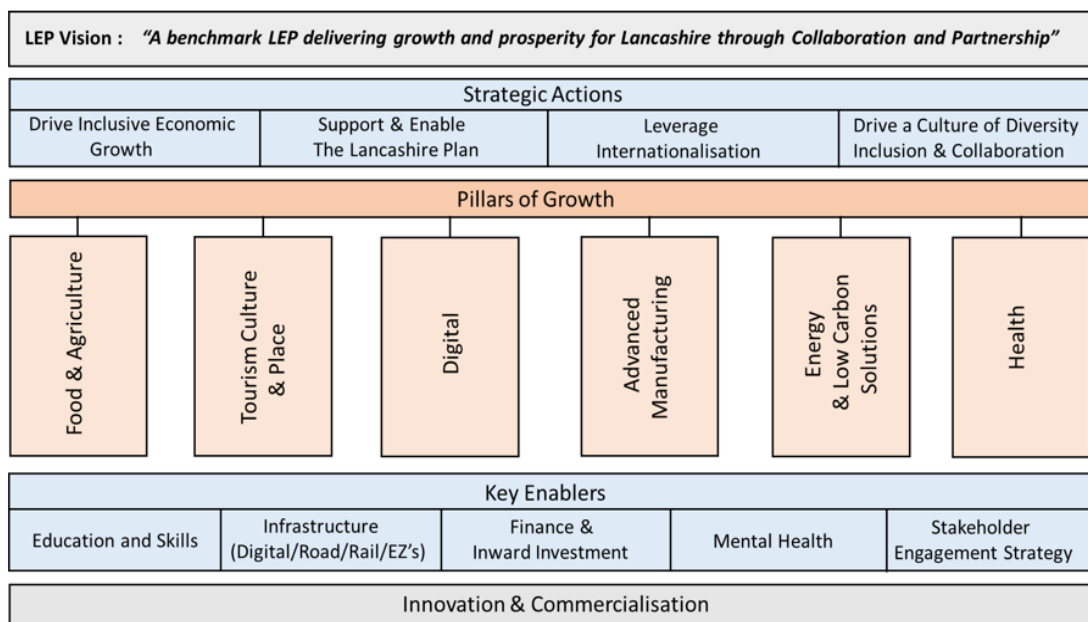 LEP Vision : “A benchmark LEP delivering growth and prosperity for Lancashire through Collaboration and Partnership”
Strategic Actions
Drive Inclusive Economic
Growth
Support & Enable
The Lancashire Plan
Leverage
Internationalisation
Drive a Culture of Diversity
Inclusion & Collaboration
Pillars of Growth
Food & Agriculture
Tourism Culture
& Place
Digital
Advanced
Manufacturing
Energy
& Low Carbon
Solutions
Health
Key Enablers
Education and Skills
Infrastructure
(Digital/Road/Rail/EZ’s)
Finance &
Inward Investment
Mental Health
Stakeholder
Engagement Strategy
Innovation & Commercialisation